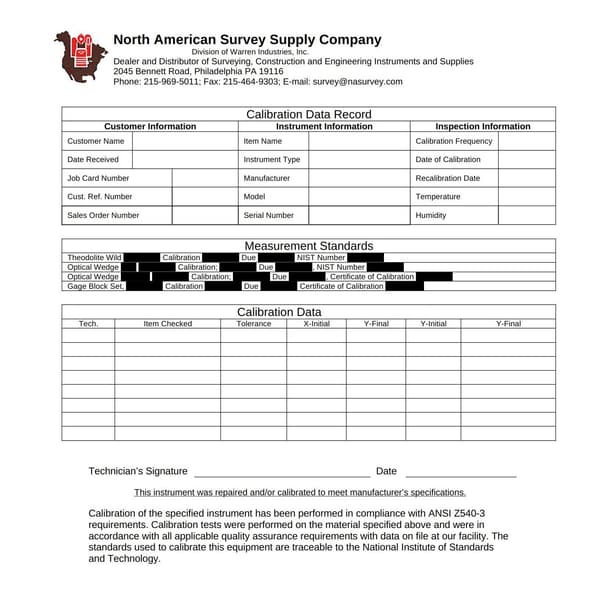 North American Survey Supply Company
Division of Warren Industries, Inc.
Dealer and Distributor of Surveying, Construction and Engineering Instruments and Supplies
2045 Bennett Road, Philadelphia PA 19116
Phone: 215-969-5011; Fax: 215-464-9303; E-mail: survey@nasurvey.com
Calibration Data Record
Customer Information Instrument Information Inspection Information
Customer Name Item Name Calibration Frequency
Date Received Instrument Type Date of Calibration
Job Card Number Manufacturer Recalibration Date
Cust. Ref. Number Model Temperature
Sales Order Number Serial Number Humidity
Measurement Standards
Theodolite Wild Calibration Due NIST Number
Optical Wedge Calibration; Due , NIST Number
Optical Wedge Calibration; Due , Certificate of Calibration
Gage Block Set, Calibration Due Certificate of Calibration
Calibration Data
Tech. Item Checked Tolerance X-Initial Y-Final Y-Initial Y-Final
Technician's Signature Date
This instrument was repaired and/or calibrated to meet manufacturer's specifications.
Calibration of the specified instrument has been performed in compliance with ANSI Z540-3
requirements. Calibration tests were performed on the material specified above and were in
accordance with all applicable quality assurance requirements with data on file at our facility. The
standards used to calibrate this equipment are traceable to the National Institute of Standards
and Technology.